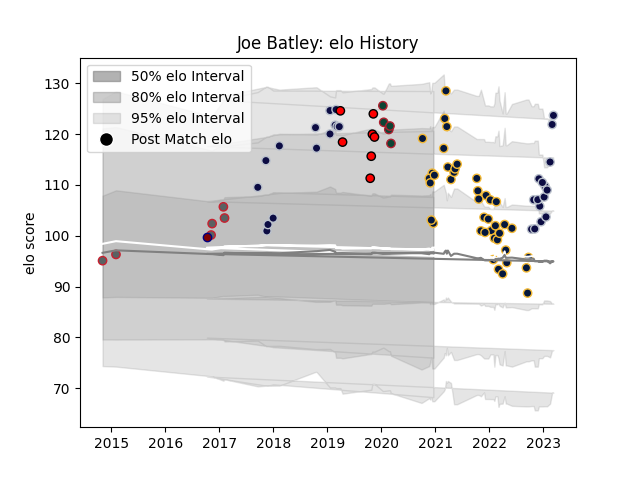 Joe Batley: elo History
50% elo Interval
80% elo Interval
95% elo Interval
Post Match elo
elo score
130
120
110
100
90
80
70
2015 2016 2017 2018 2019 2020 2021 2022 2023